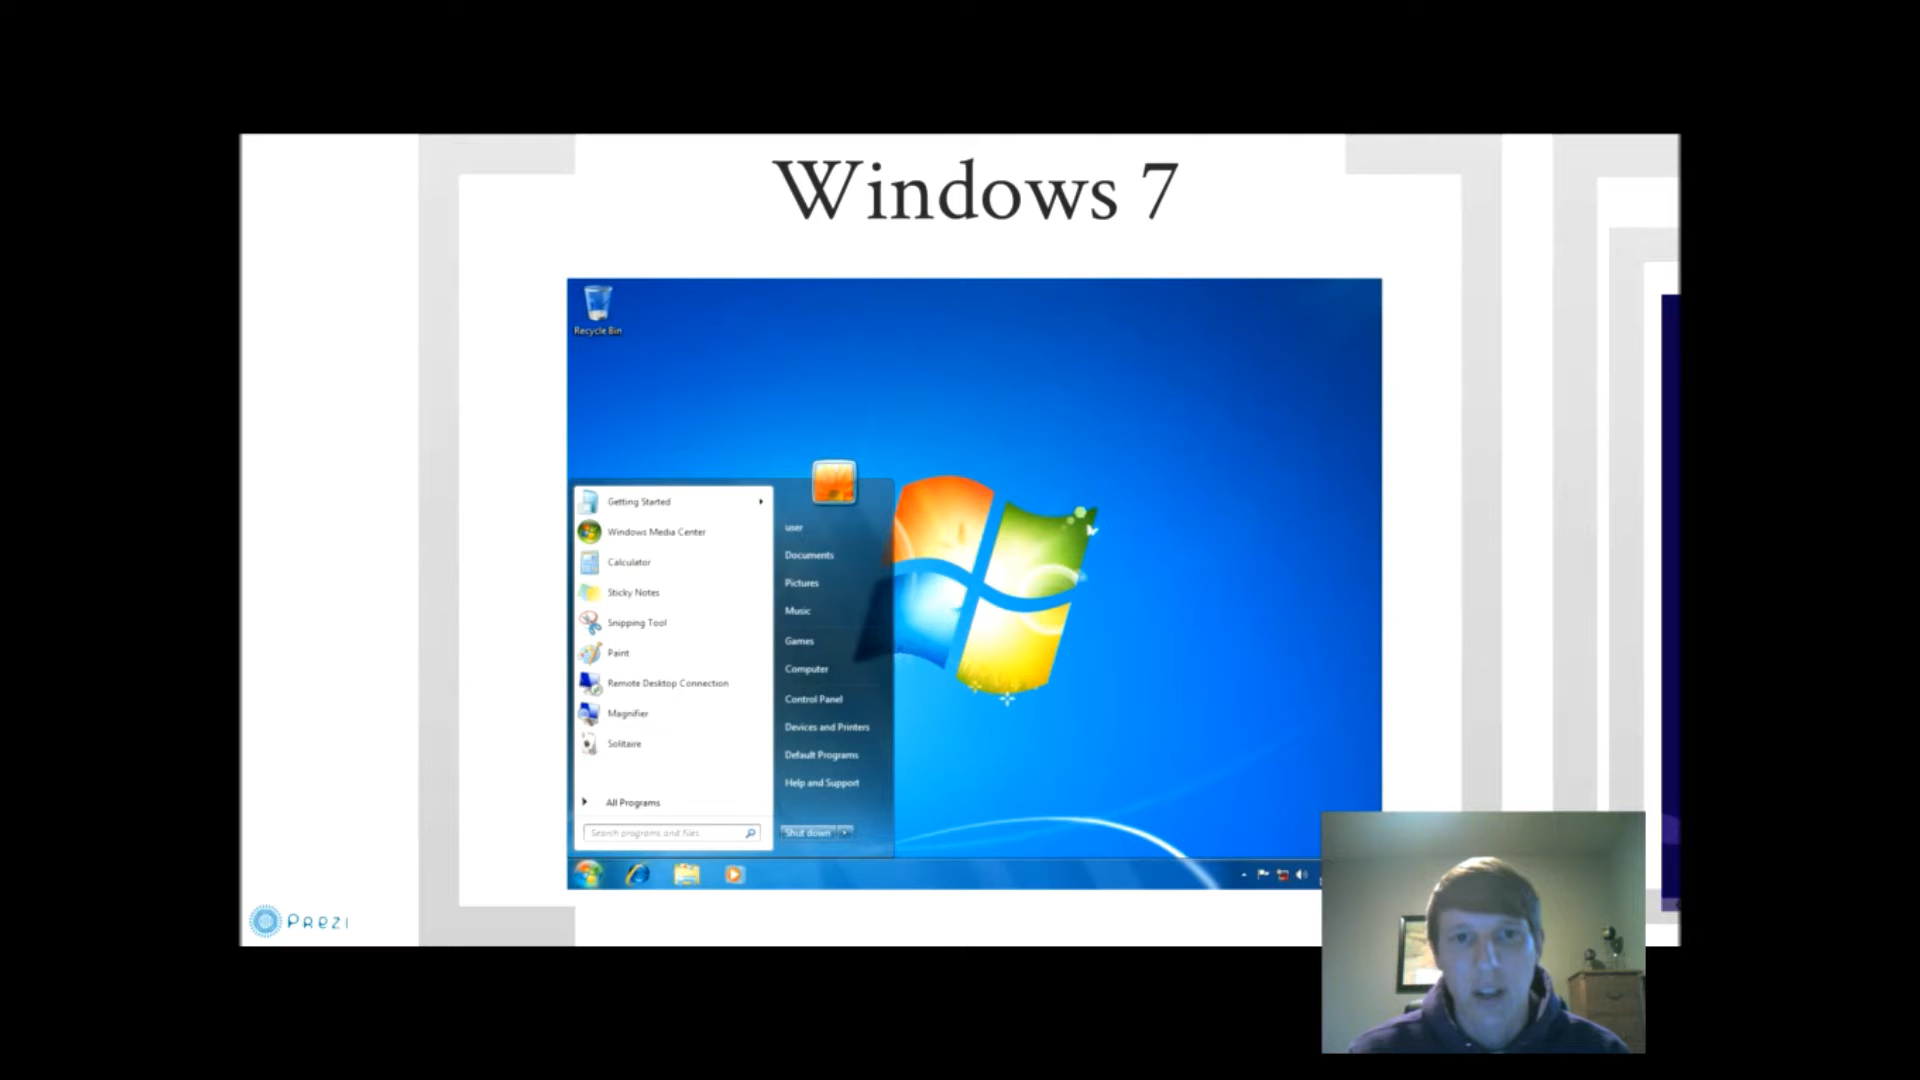 Windows 7
Recycle Bin
Getting Started
Windows Media Center
Calculator
Sticky Notes
Snipping Tool
Paint
Remote Desktop Connection
Magnifier
Solitaire
All Programs
Search programs and files
user
Documents
Pictures
Music
Games
Computer
Control Panel
Devices and Printers
Default Programs
Help and Support
Shut down
Prezi